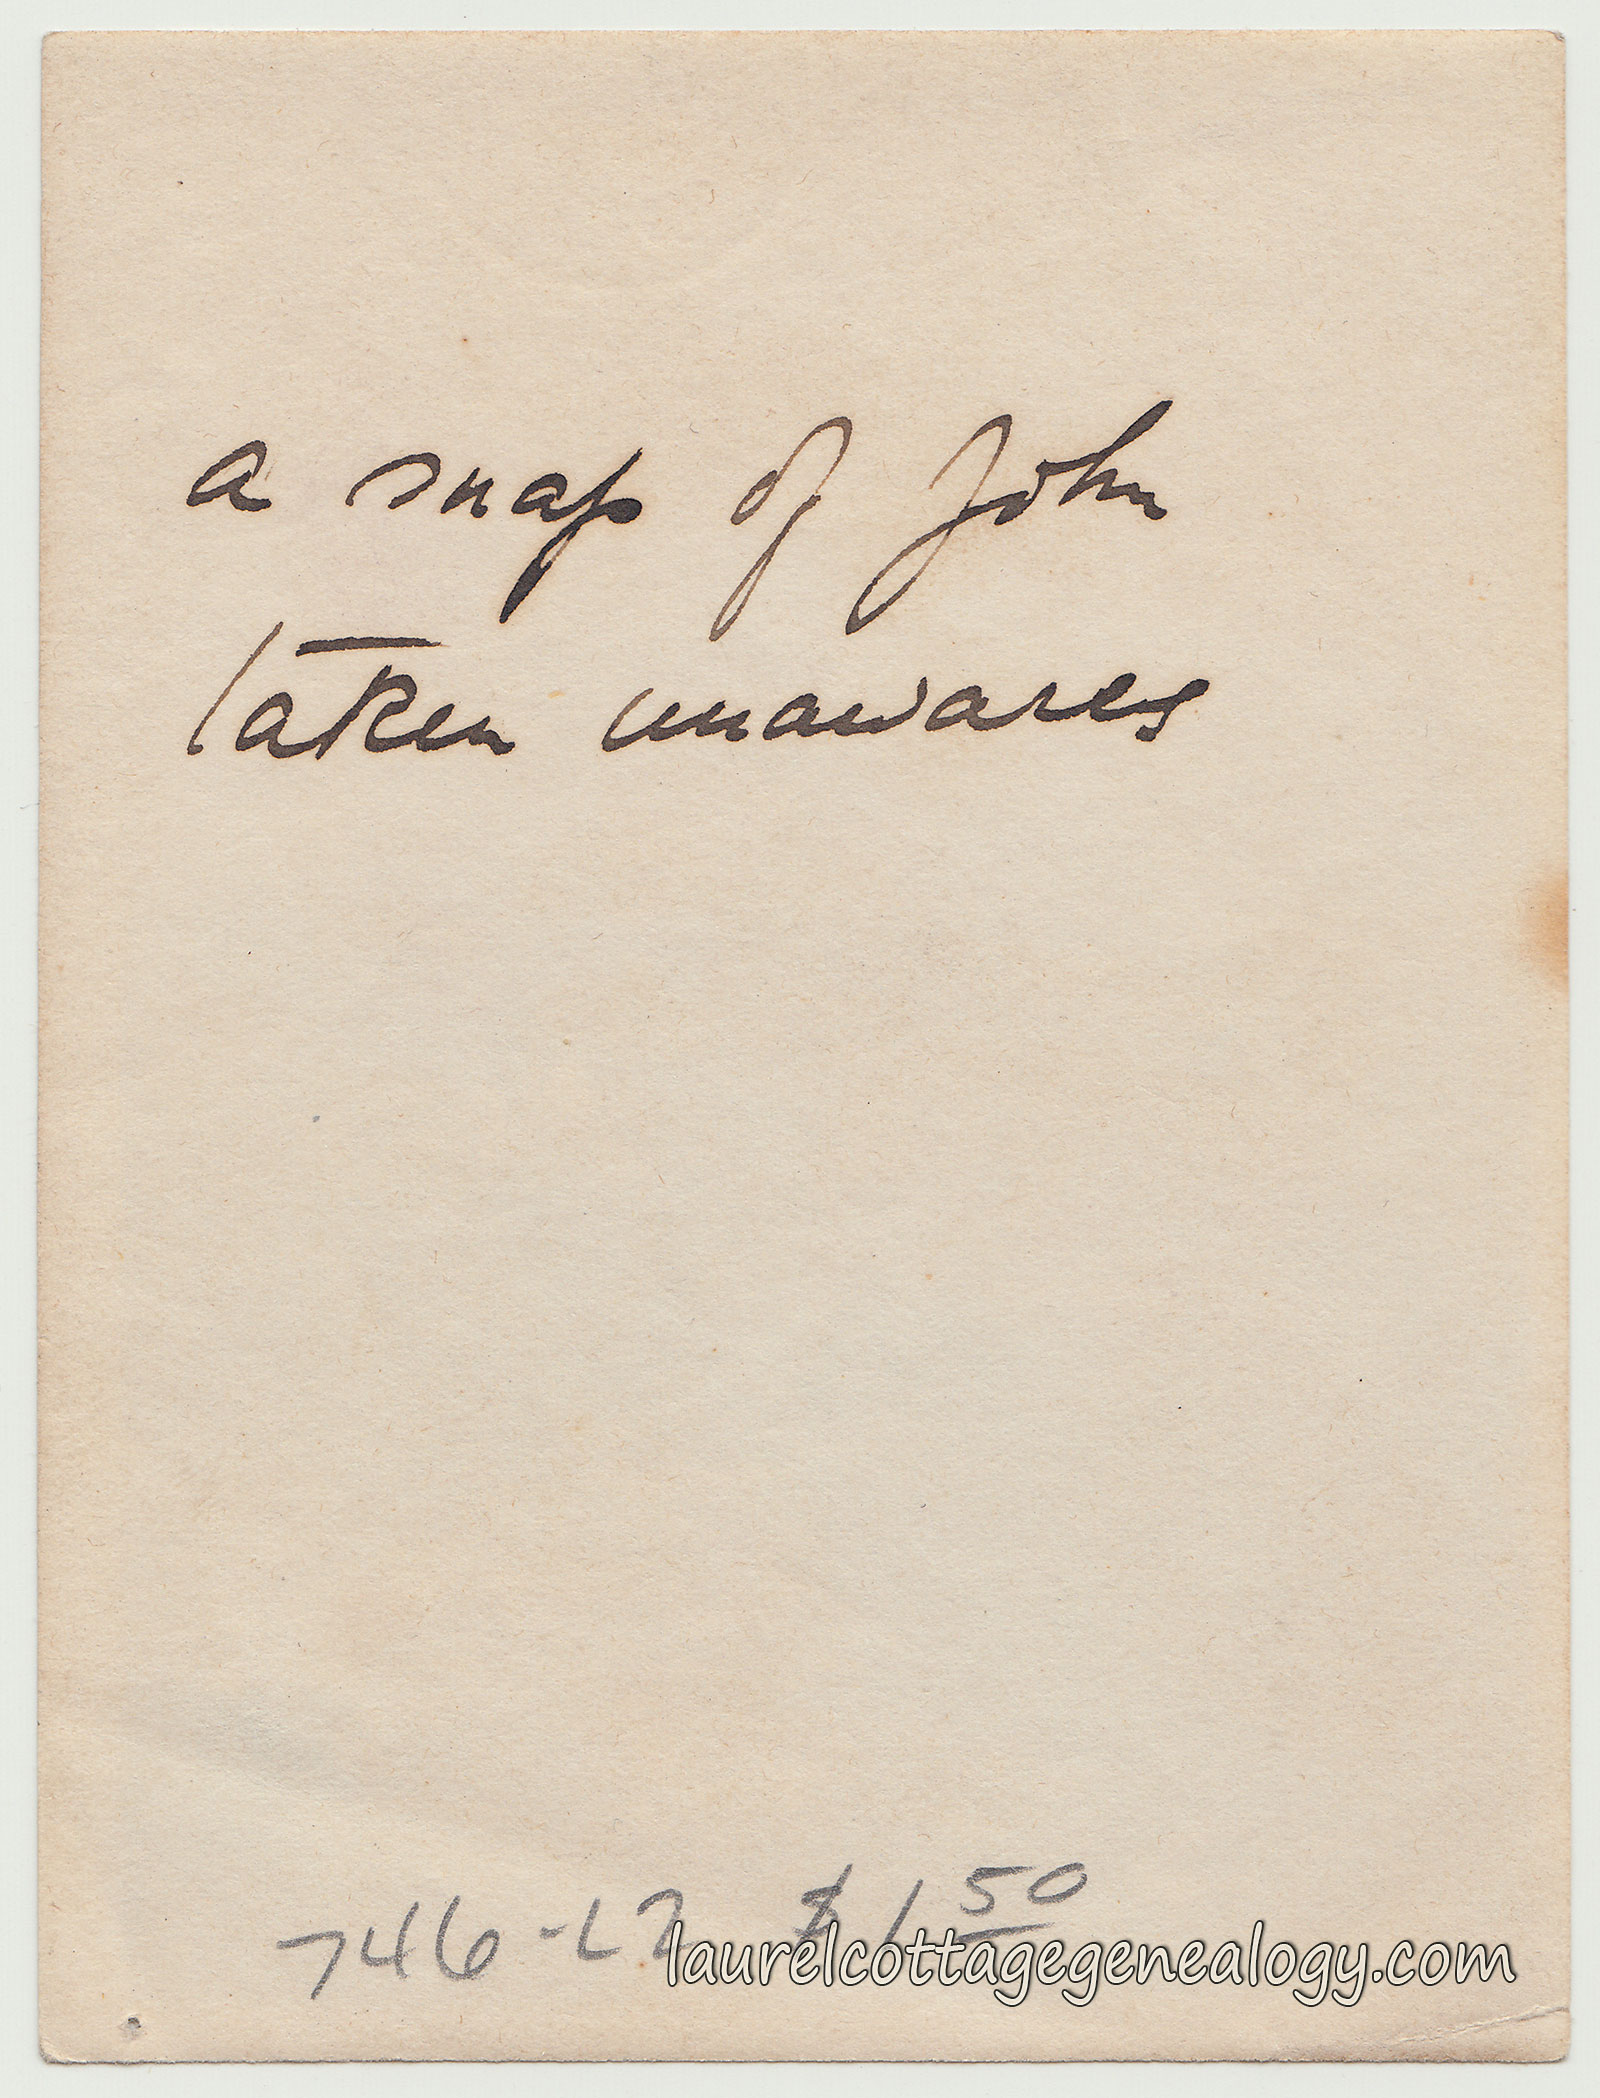 a snap of John
taken unawares
746-L2 $1.50
laurelcottagegenealogy.com